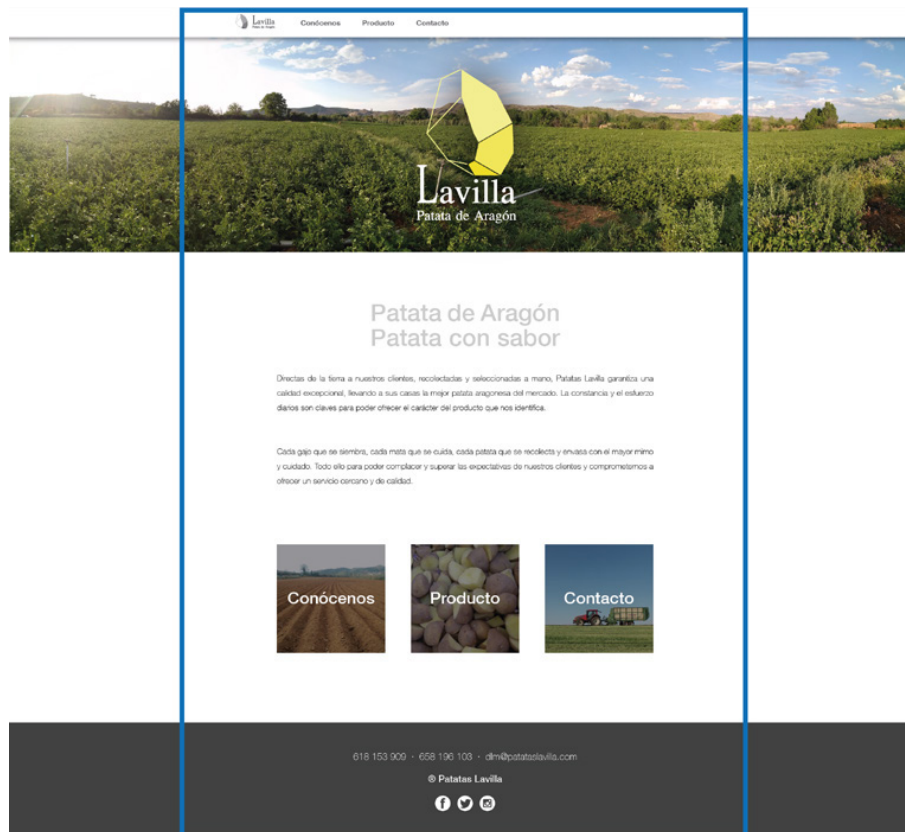 Lavilla
Patata de Aragón
Conócenos Producto Contacto
Lavilla
Patata de Aragón
Patata de Aragón
Patata con sabor
Directas de la tierra a nuestros clientes, recolectadas y seleccionadas a mano, Patatas Lavilla garantiza una
calidad excepcional, llevando a sus casas la mejor patata aragonesa del mercado. La constancia y el esfuerzo
diarios son claves para poder ofrecer el carácter del producto que nos identifica.
Cada gajo que se siembra, cada mata que se cuida, cada patata que se recolecta y envasa con el mayor mimo
y cuidado. Todo ello para poder complacer y superar las expectativas de nuestros clientes y comprometernos a
ofrecer un servicio cercano y de calidad.
Conócenos
Producto
Contacto
618 153 909 · 658 196 103 · dlm@patataslavilla.com
® Patatas Lavilla